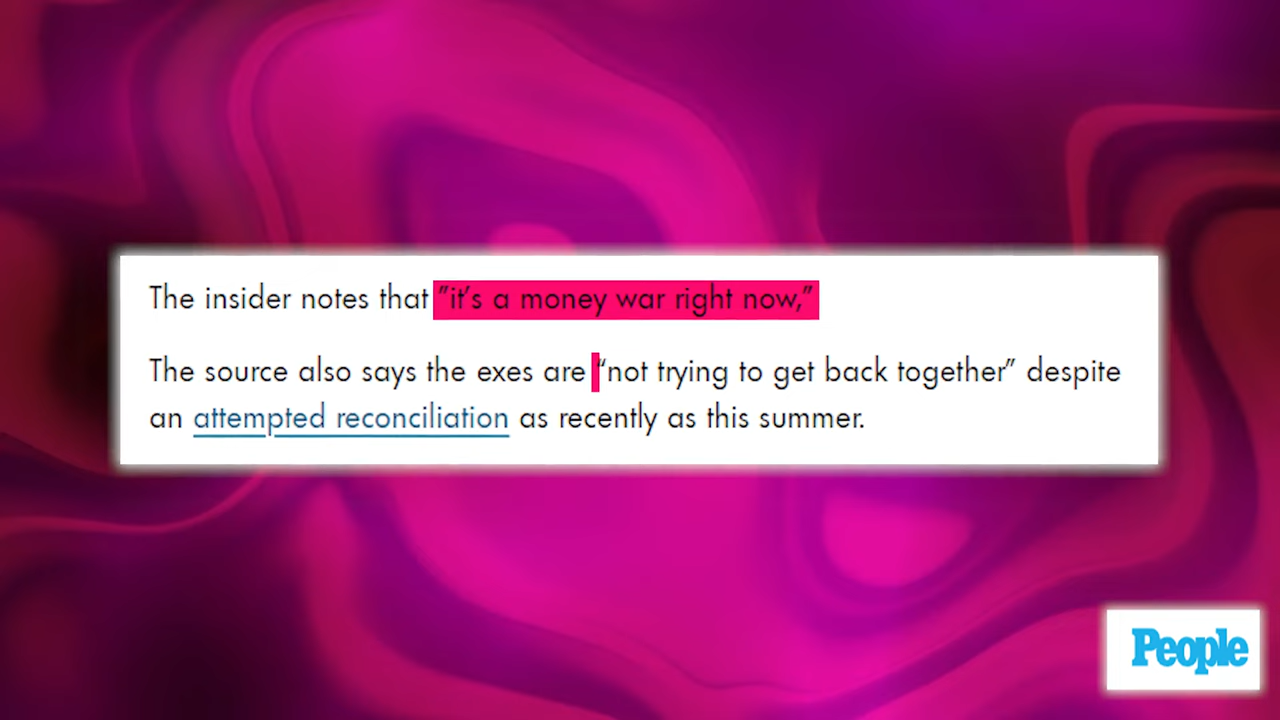 The insider notes that "it's a money war right now,"
The source also says the exes are “not trying to get back together” despite
an attempted reconciliation as recently as this summer.
People